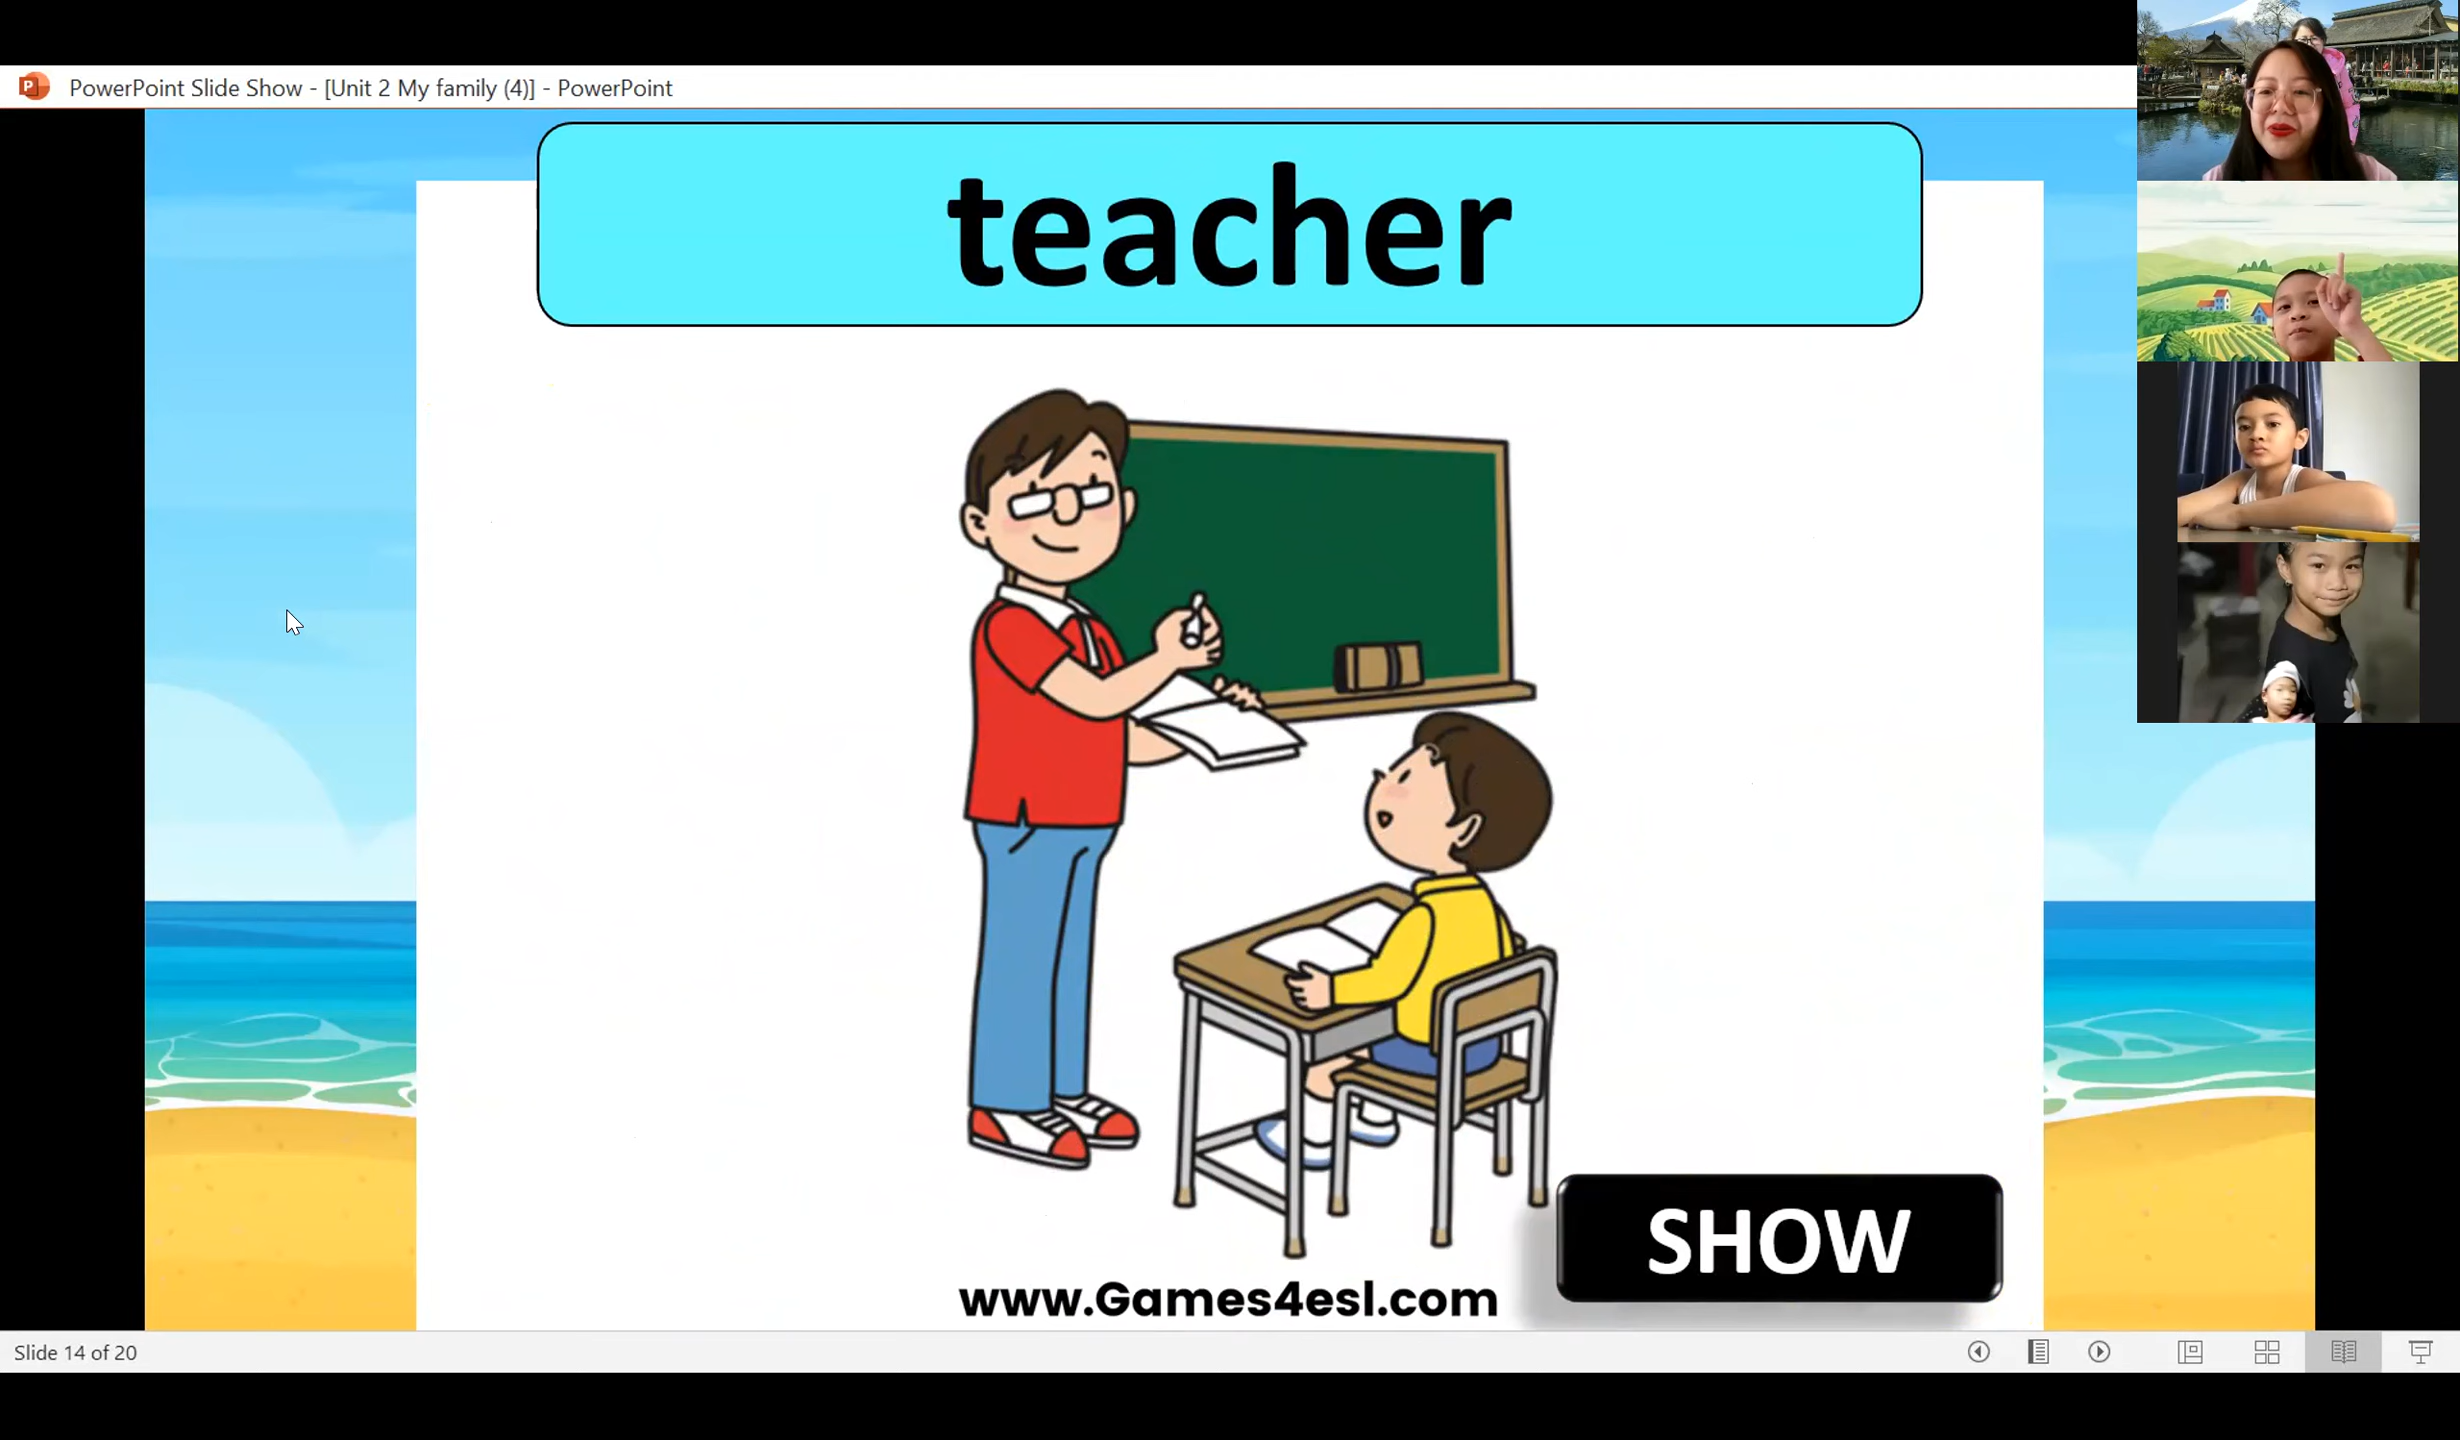 PowerPoint Slide Show - [Unit 2 My family (4)] - PowerPoint
teacher
SHOW
www.Games4esl.com
Slide 14 of 20